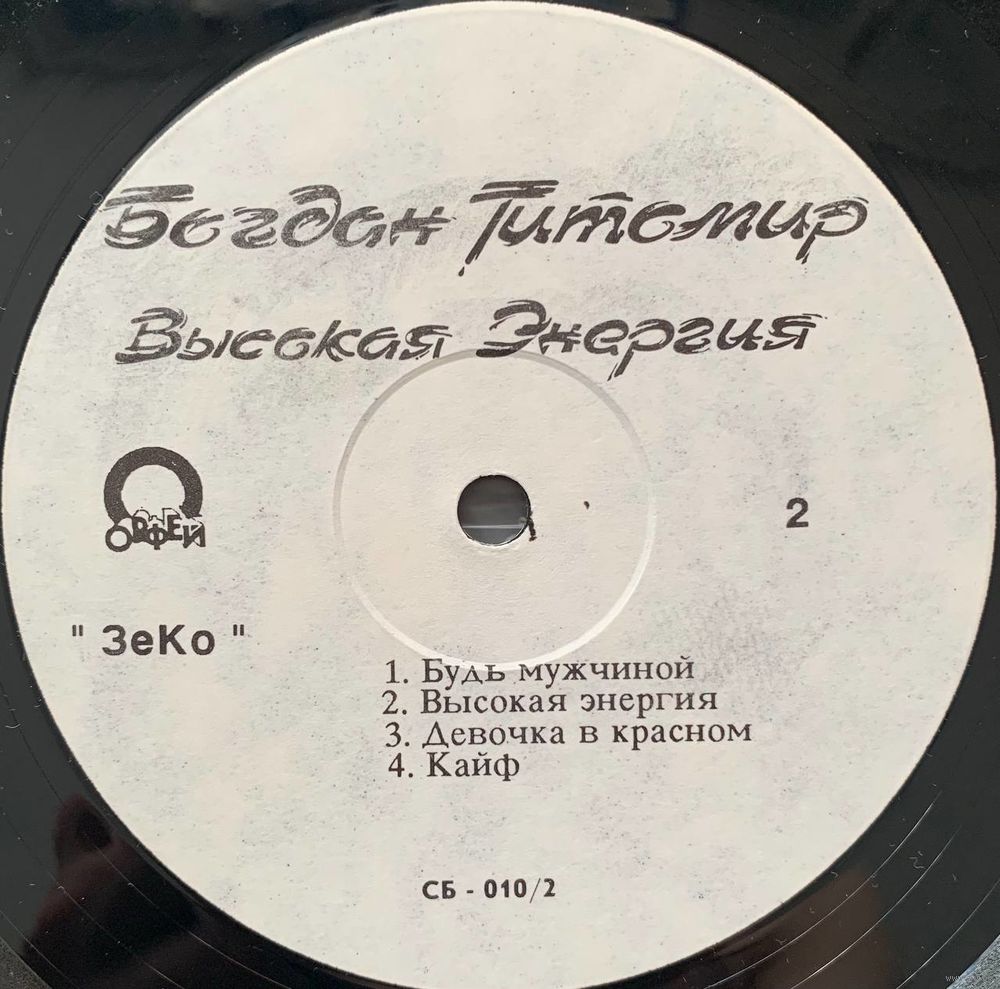 Богдан Титомир
Высокая Энергия
ОРФЕЙ
2
" ЗеКо "
1. Будь мужчиной
2. Высокая энергия
3. Девочка в красном
4. Кайф
СБ - 010/2